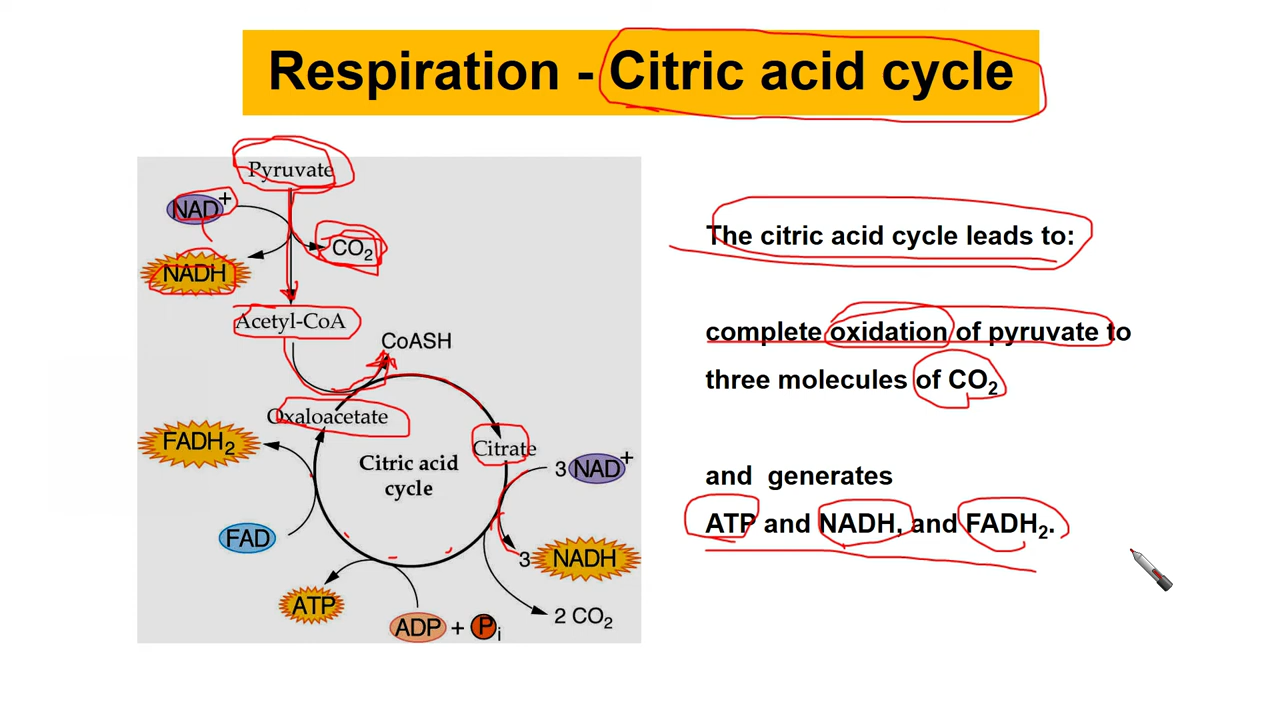 Respiration - Citric acid cycle
Pyruvate
NAD+
CO2
NADH
Acetyl-CoA
CoASH
Oxaloacetate
FADH2
Citrate
Citric acid
cycle
3 NAD+
FAD
3 NADH
ATP
ADP + Pi
2 CO2
The citric acid cycle leads to:
complete oxidation of pyruvate to
three molecules of CO2
and generates
ATP and NADH, and FADH2.